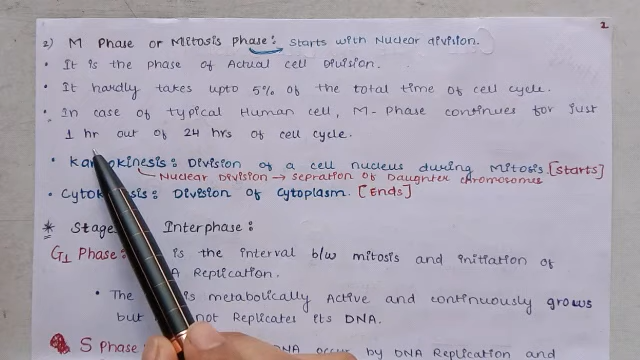 2
2) M Phase or Mitosis Phase: Starts with Nuclear division.
• It is the phase of Actual cell Division.
• It hardly takes upto 5% of the total time of cell cycle.
• In case of typical Human cell, M-Phase continues for just
1 hr out of 24 hrs of cell cycle.
• Karyokinesis: Division of a cell nucleus during Mitosis. [Starts]
Nuclear Division → sepration of Daughter chromosomes
• Cytokinesis: Division of Cytoplasm. [Ends]
* Stages Interphase:
G1 Phase: is the interval b/w mitosis and initiation of
A Replication.
• The is metabolically Active and continuously grows
but not Replicates its DNA.
S Phase DNA occur by DNA Replication and